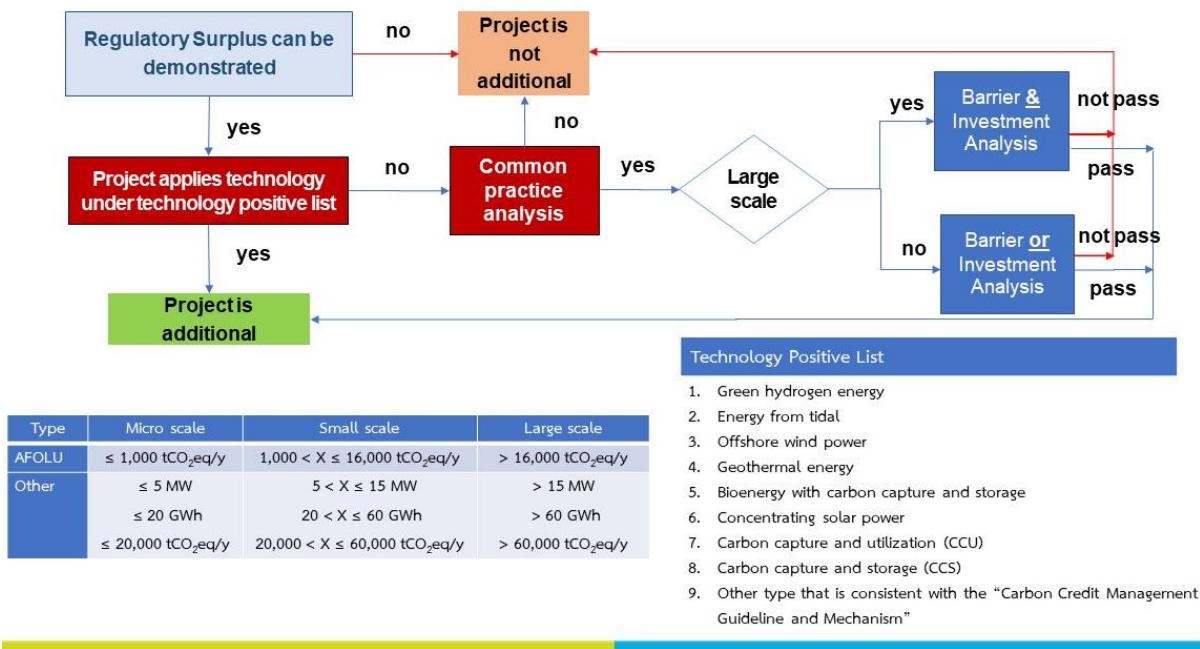 Regulatory Surplus can be
demonstrated
no
Project is
not
additional
yes
no
Project applies technology
under technology positive list
no
Common
practice
analysis
yes
Large
scale
yes
Barrier & 
Investment
Analysis
not pass
pass
no
Barrier or
Investment
Analysis
not pass
pass
yes
Project is
additional
Technology Positive List
1. Green hydrogen energy
2. Energy from tidal
3. Offshore wind power
4. Geothermal energy
5. Bioenergy with carbon capture and storage
6. Concentrating solar power
7. Carbon capture and utilization (CCU)
8. Carbon capture and storage (CCS)
9. Other type that is consistent with the “Carbon Credit Management
Guideline and Mechanism”
Type Micro scale Small scale Large scale
AFOLU ≤ 1,000 tCO₂eq/y 1,000 < X ≤ 16,000 tCO₂eq/y > 16,000 tCO₂eq/y
Other ≤ 5 MW 5 < X ≤ 15 MW > 15 MW
≤ 20 GWh 20 < X ≤ 60 GWh > 60 GWh
≤ 20,000 tCO₂eq/y 20,000 < X ≤ 60,000 tCO₂eq/y > 60,000 tCO₂eq/y